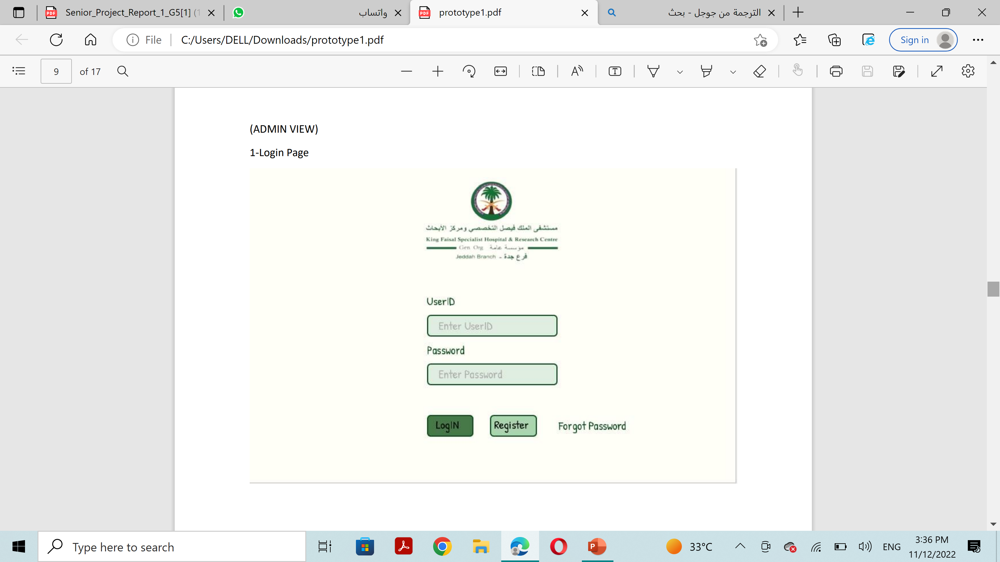 Senior_Project_Report_1_G5[1] (1
واتساب
prototype1.pdf
الترجمة من جوجل - بحث
File
C:/Users/DELL/Downloads/prototype1.pdf
Sign in
9 of 17
(ADMIN VIEW)
1-Login Page
مستشفى الملك فيصل التخصصي ومركز الأبحاث
King Faisal Specialist Hospital & Research Centre
Gen Org مؤسسة عامة
Jeddah Branch - فرع جدة
UserID
Enter UserID
Password
Enter Password
LogIN Register Forgot Password
Type here to search
33°C
ENG
3:36 PM
11/12/2022